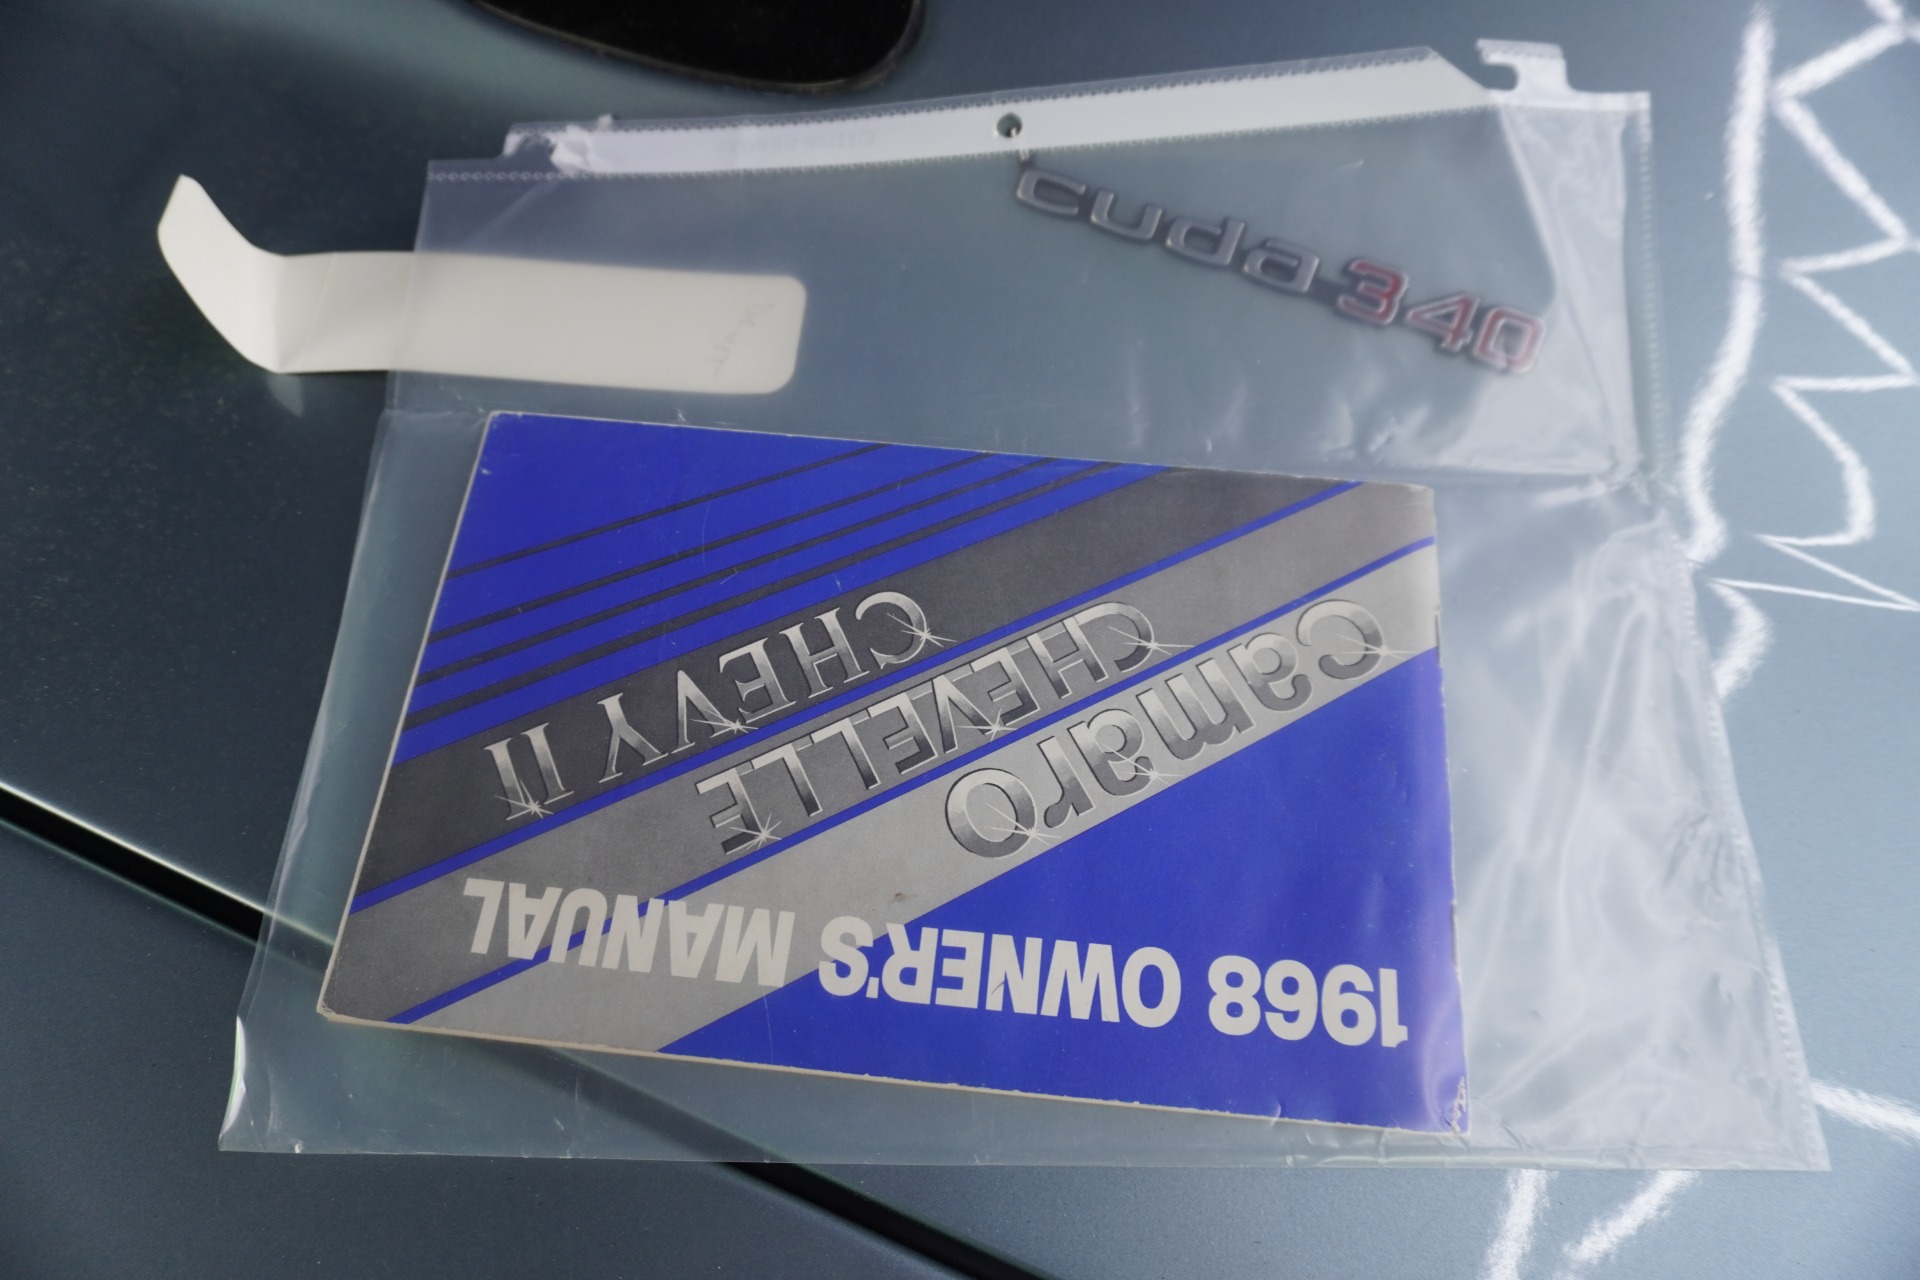 cuda 340
1968 OWNER'S MANUAL
Camaro
CHEVELLE
CHEVY II